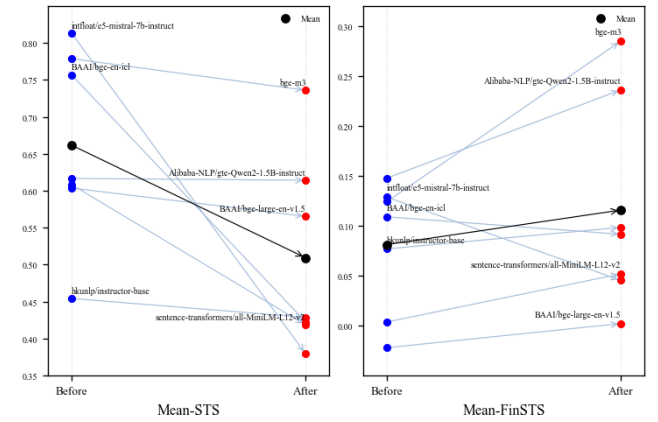 Mean
intfloat/e5-mistral-7b-instruct
BAAI/bge-en-icl
bge-m3
Alibaba-NLP/gte-Qwen2-1.5B-instruct
BAAI/bge-large-en-v1.5
hkunlp/instructor-base
sentence-transformers/all-MiniLM-L12-v2
0.80
0.75
0.70
0.65
0.60
0.55
0.50
0.45
0.40
0.35
Before
After
Mean-STS
Mean
bge-m3
Alibaba-NLP/gte-Qwen2-1.5B-instruct
intfloat/e5-mistral-7b-instruct
BAAI/bge-en-icl
hkunlp/instructor-base
sentence-transformers/all-MiniLM-L12-v2
BAAI/bge-large-en-v1.5
0.30
0.25
0.20
0.15
0.10
0.05
0.00
Before
After
Mean-FinSTS